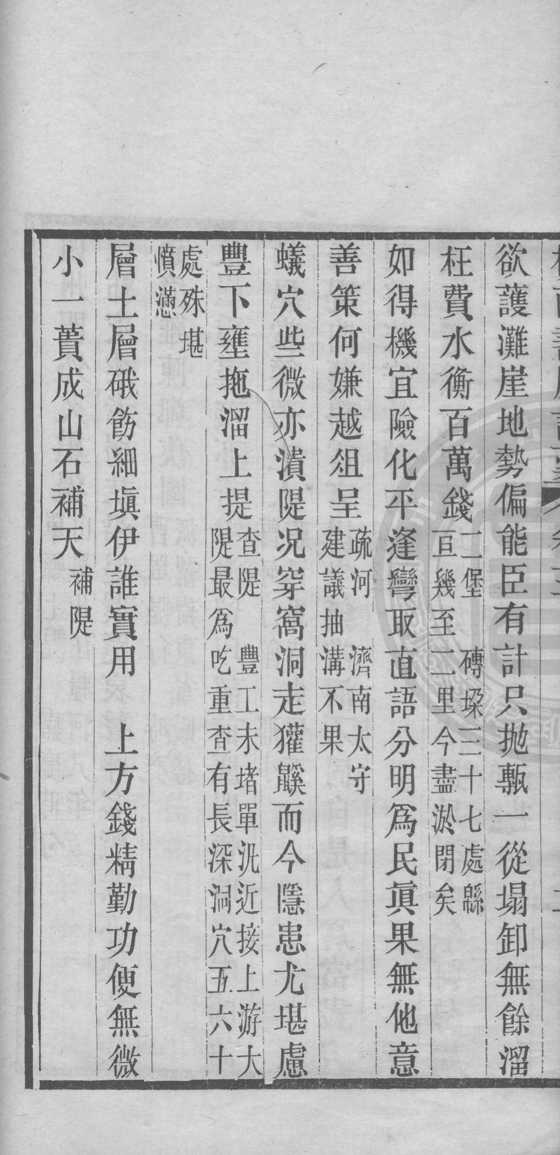 欲護灘崖地勢偏能臣有計只拋甎一從塌卸無餘溜
枉費水衡百萬錢二堡 磚垜三十七處緜
亘幾至二里今盡淤閉矣
如得機宜險化平逢彎取直語分明爲民眞果無他意
善策何嫌越俎呈疏河 濟南太守
建議抽溝不果
蟻穴些微亦潰隄況穿窩洞走獾鼷而今隱患尤堪慮
豐下壅拖溜上提查隄 豐工未堵單汛近接上游大
隄最爲吃重查有長深洞穴五六十
處殊堪
憤懣
層土層硪飭細塡伊誰實用 上方錢精勤功便無微
小一蕢成山石補天補隄